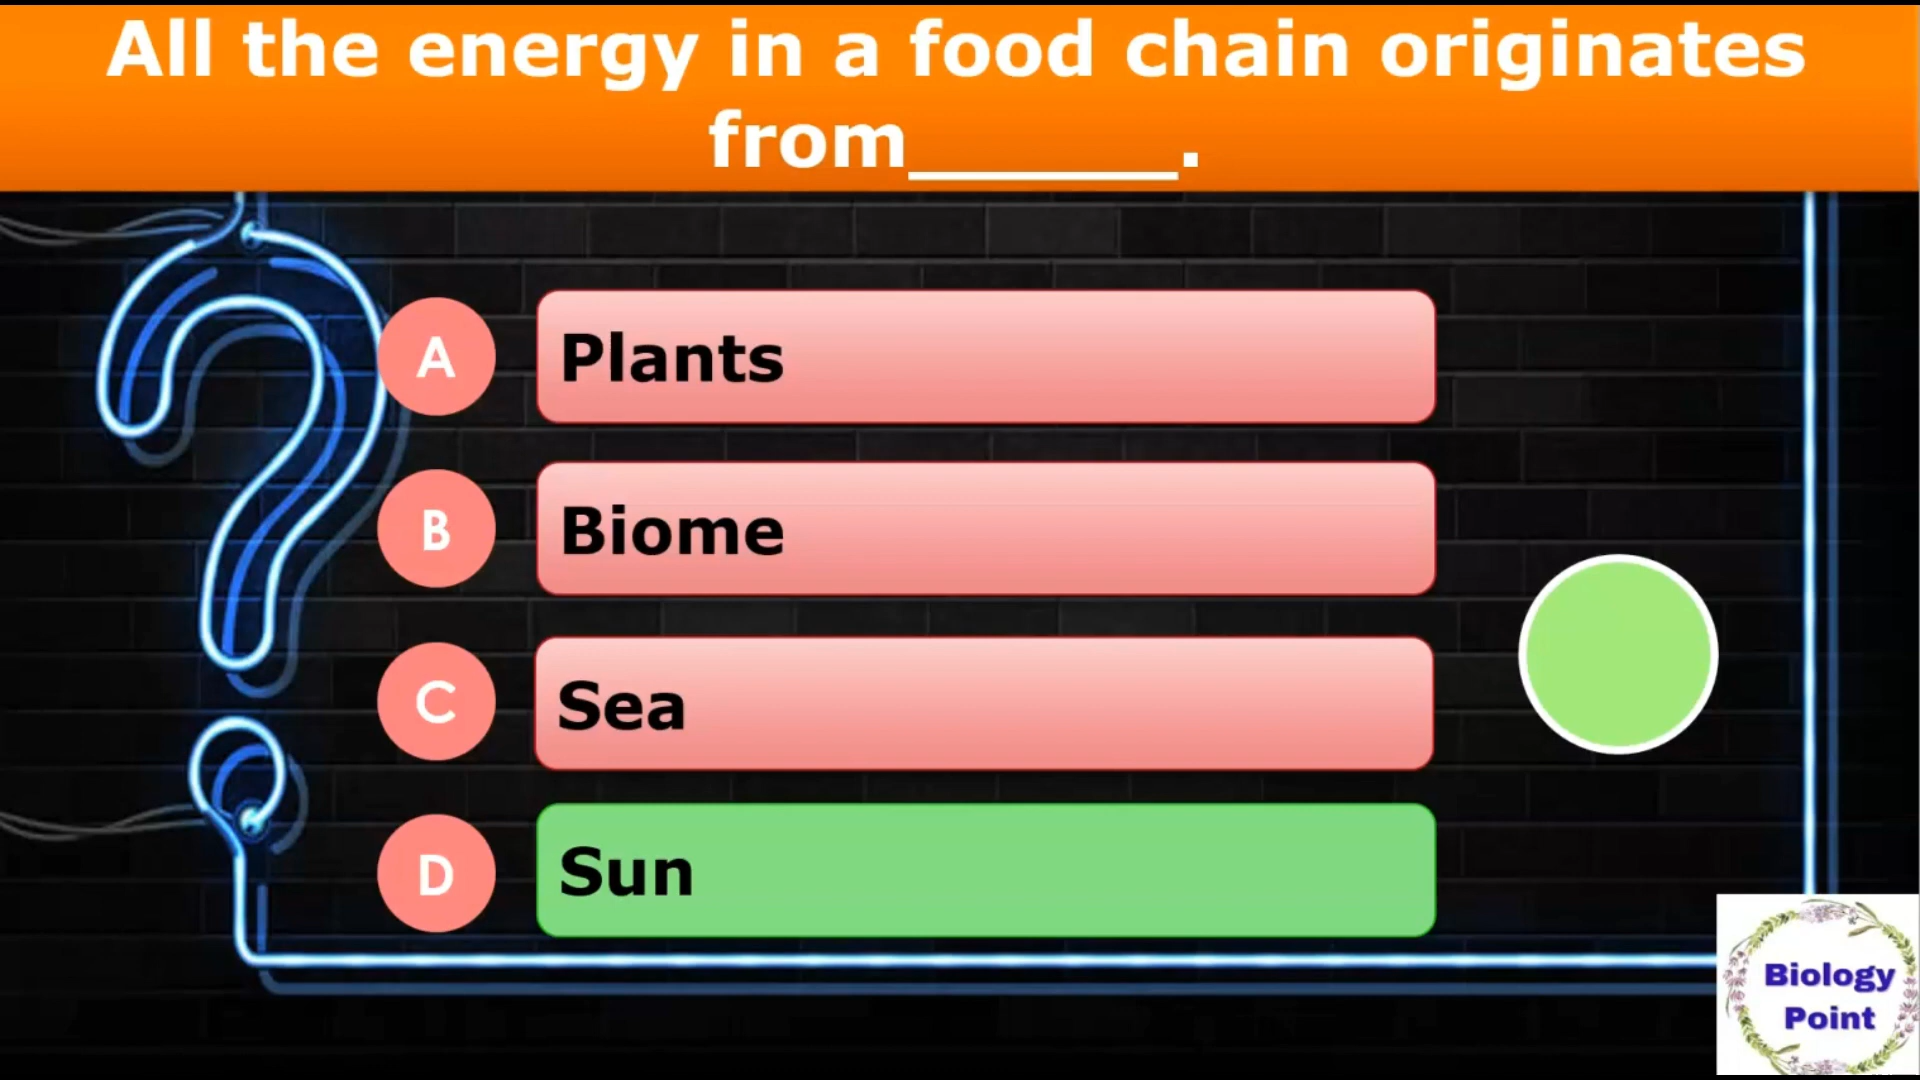 All the energy in a food chain originates
from______.
A
Plants
B
Biome
C
Sea
D
Sun
Biology
Point